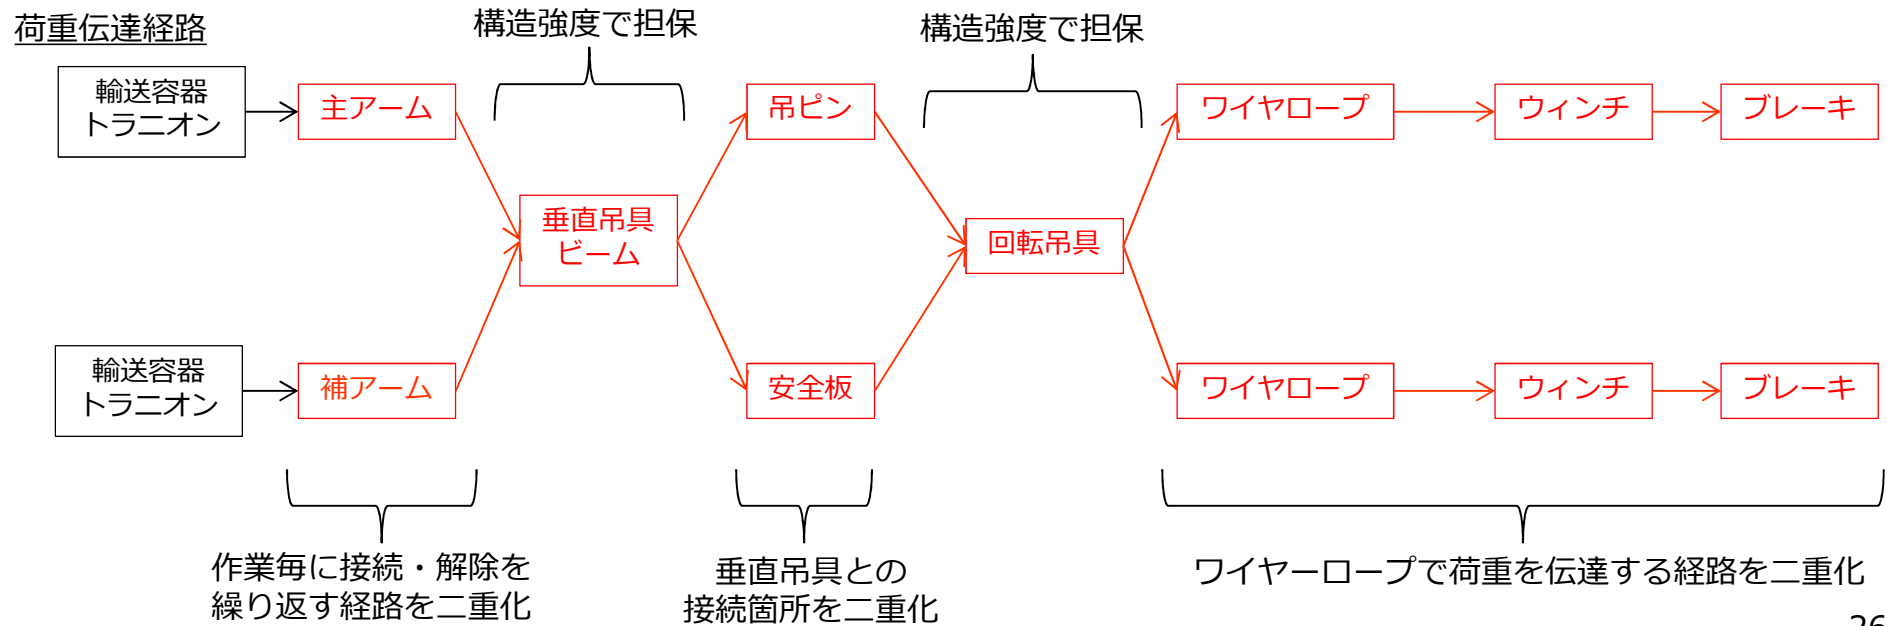 荷重伝達経路
構造強度で担保
構造強度で担保
輸送容器
トラニオン
主アーム
吊ピン
ワイヤロープ
ウィンチ
ブレーキ
垂直吊具
ビーム
回転吊具
輸送容器
トラニオン
補アーム
安全板
ワイヤロープ
ウィンチ
ブレーキ
作業毎に接続・解除を
繰り返す経路を二重化
垂直吊具との
接続箇所を二重化
ワイヤーロープで荷重を伝達する経路を二重化
26